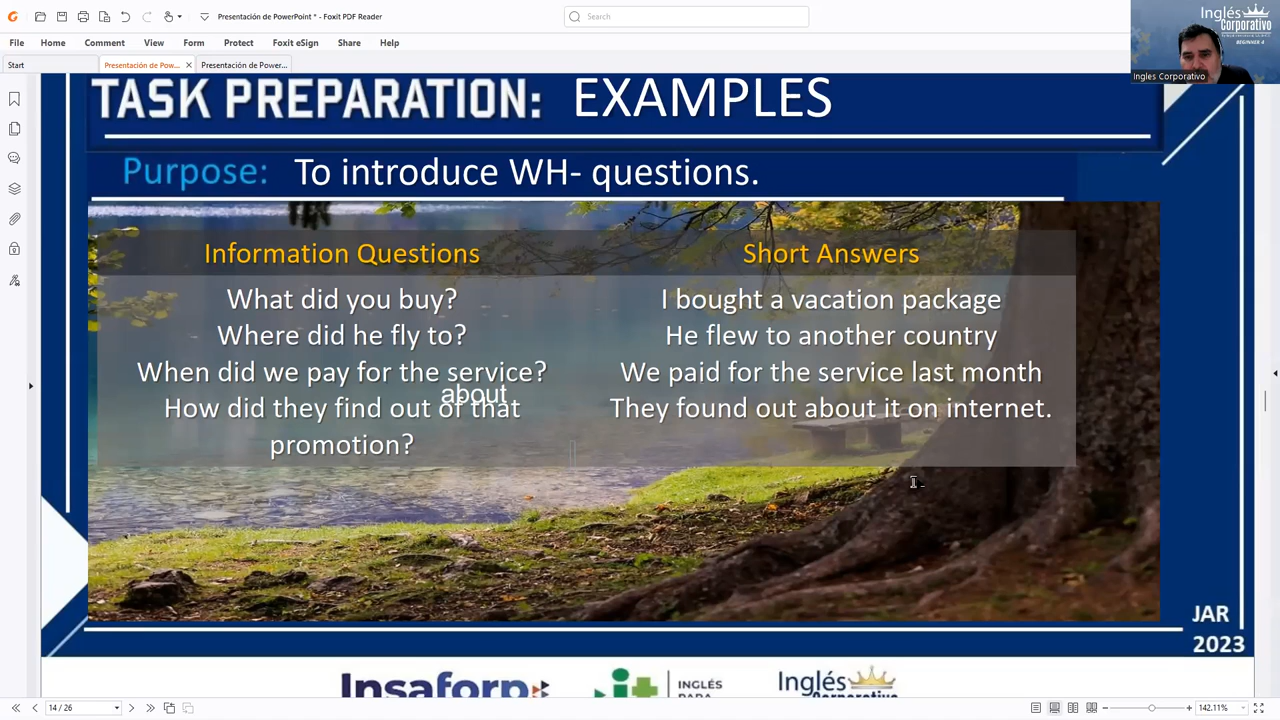 Presentación de PowerPoint * - Foxit PDF Reader
Search
File Home Comment View Form Protect Foxit eSign Share Help
Start
Presentación de Pow...
Presentación de Power...
Inglés
Corporativo
BEGINNER 4
Ingles Corporativo
TASK PREPARATION: EXAMPLES
Purpose: To introduce WH- questions.
Information Questions
Short Answers
What did you buy?
I bought a vacation package
Where did he fly to?
He flew to another country
When did we pay for the service?
We paid for the service last month
about
How did they find out of that
They found out about it on internet.
promotion?
JAR
2023
Insaforp
INGLÉS
PARA
Inglés
Corporativo
14 / 26
142.11%